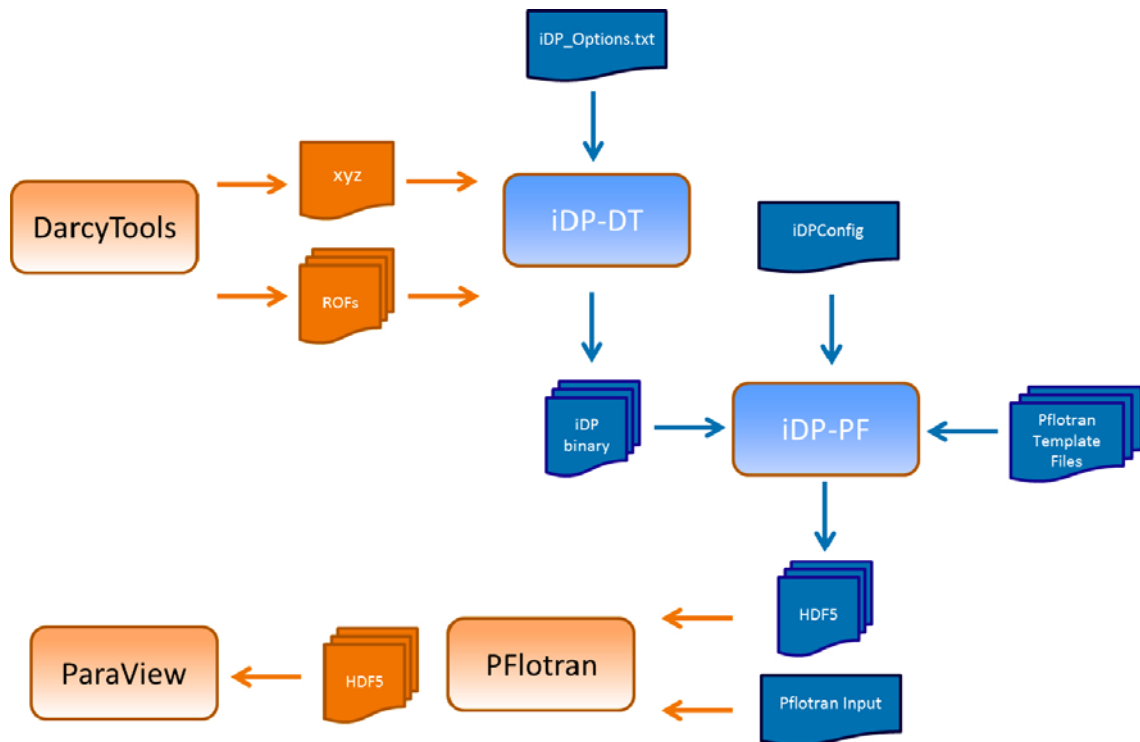 iDP_Options.txt
xyz
DarcyTools
iDP-DT
iDPConfig
ROFs
iDP
binary
iDP-PF
Pflotran
Template
Files
HDF5
ParaView
HDF5
PFlotran
Pflotran Input